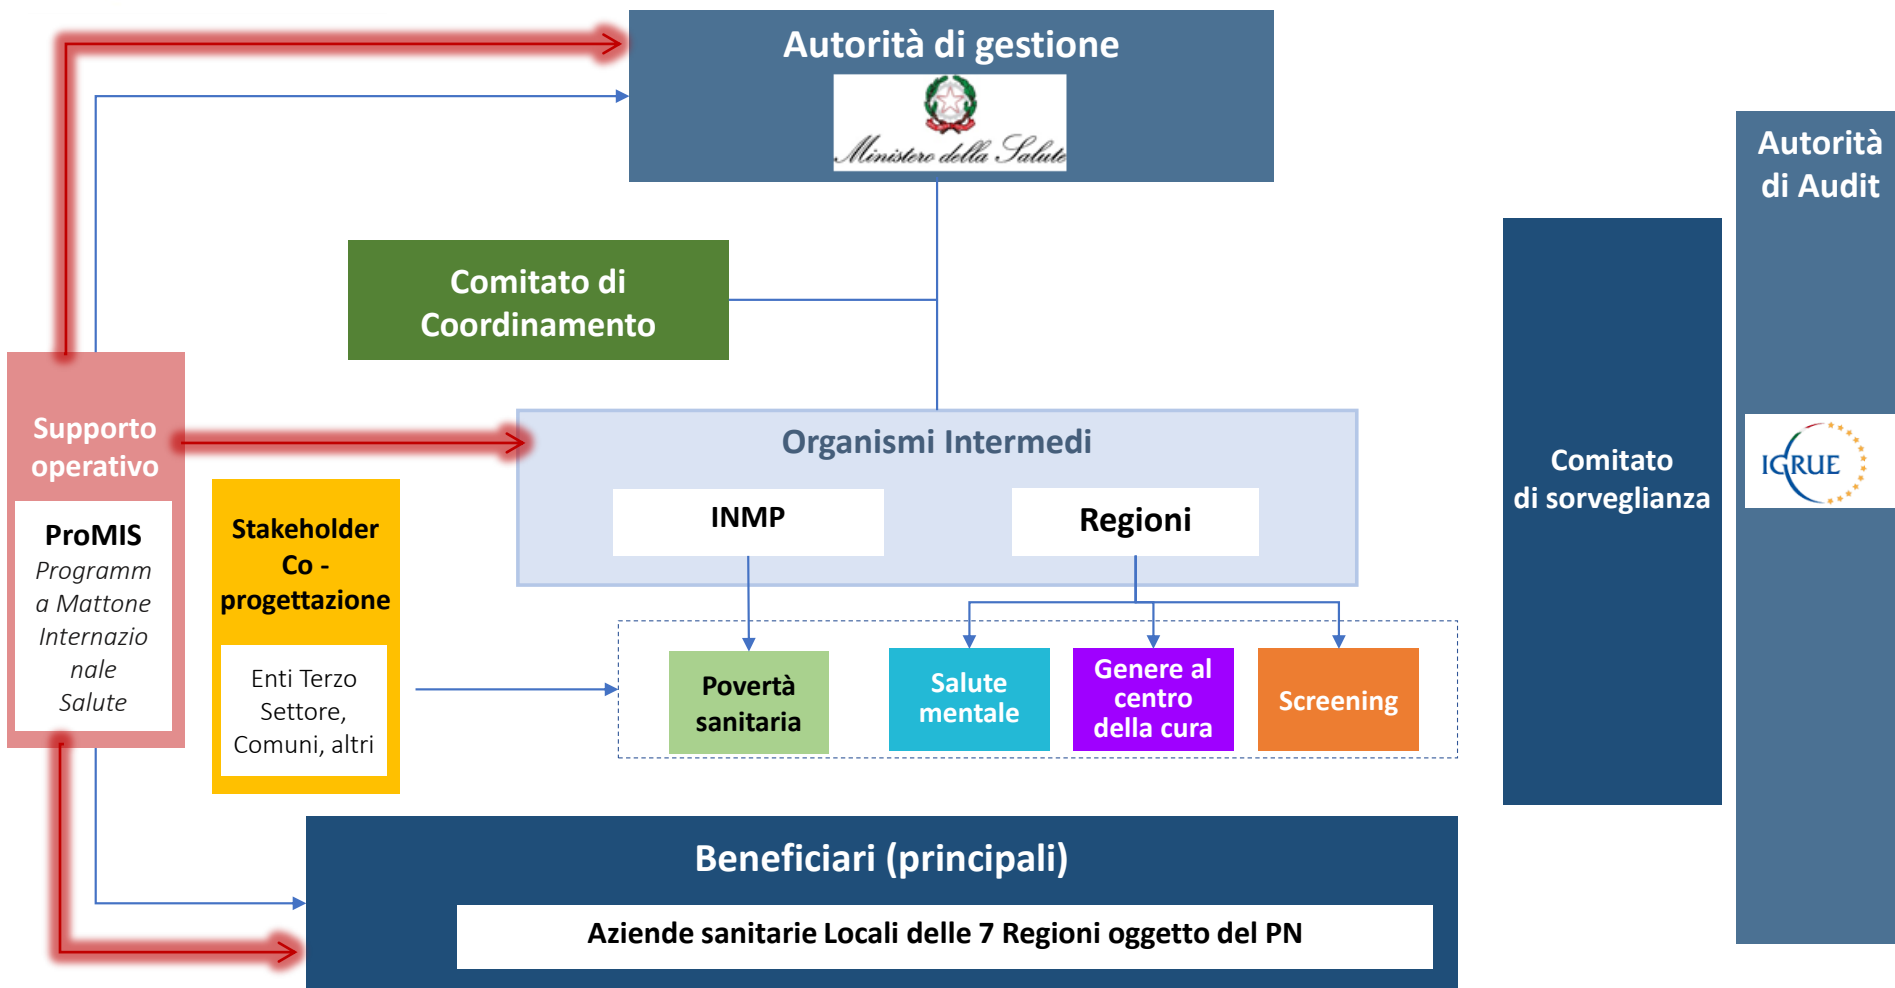 Autorità di gestione
Ministero della Salute
Autorità
di Audit
Comitato di
Coordinamento
Supporto
operativo
ProMIS
Programm
a Mattone
Internazio
nale
Salute
Stakeholder
Co -
progettazione
Enti Terzo
Settore,
Comuni, altri
Organismi Intermedi
INMP
Regioni
Povertà
sanitaria
Salute
mentale
Genere al
centro
della cura
Screening
Comitato
di sorveglianza
IGRUE
Beneficiari (principali)
Aziende sanitarie Locali delle 7 Regioni oggetto del PN